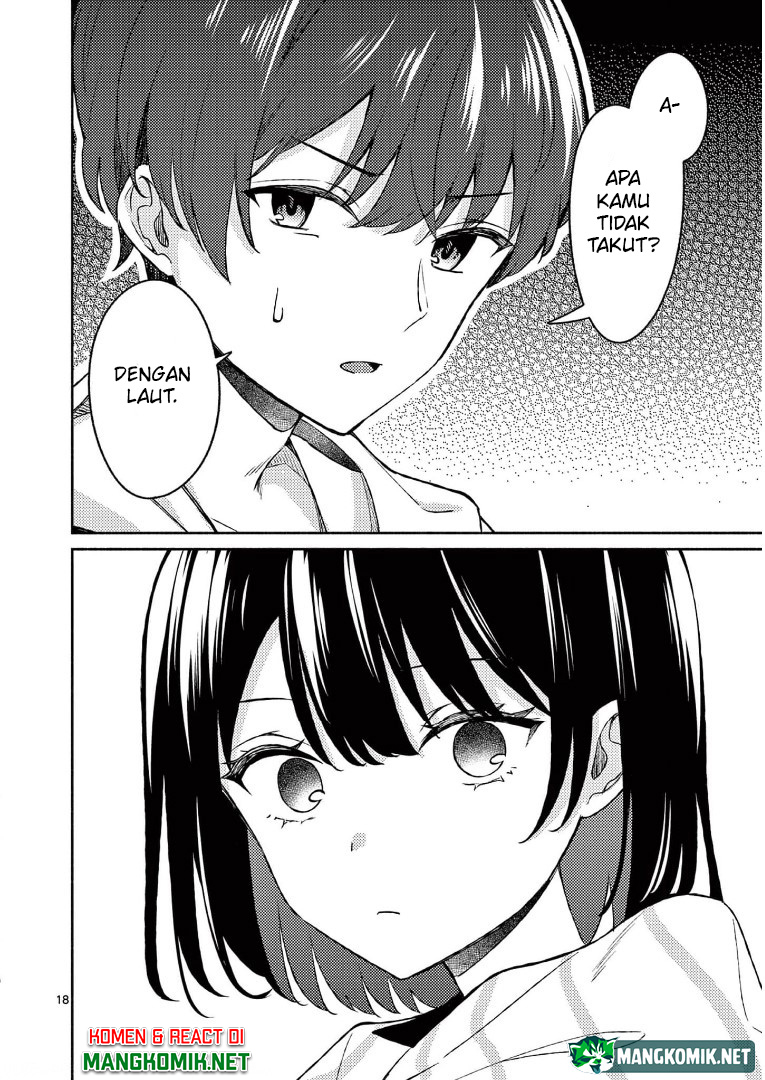 A-
APA
KAMU
TIDAK
TAKUT?
DENGAN
LAUT.
18
KOMEN & REACT DI
MANGKOMIK.NET
MANGKOMIK.NET